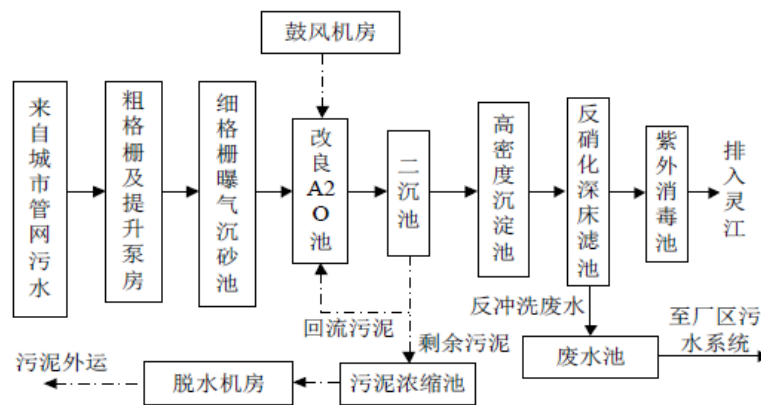 鼓风机房
来自城市管网污水
粗格栅及提升泵房
细格栅曝气沉砂池
改良A2O池
二沉池
高密度沉淀池
反硝化深床滤池
紫外消毒池
排入灵江
回流污泥
剩余污泥
反冲洗废水
至厂区污
水系统
废水池
污泥外运
脱水机房
污泥浓缩池